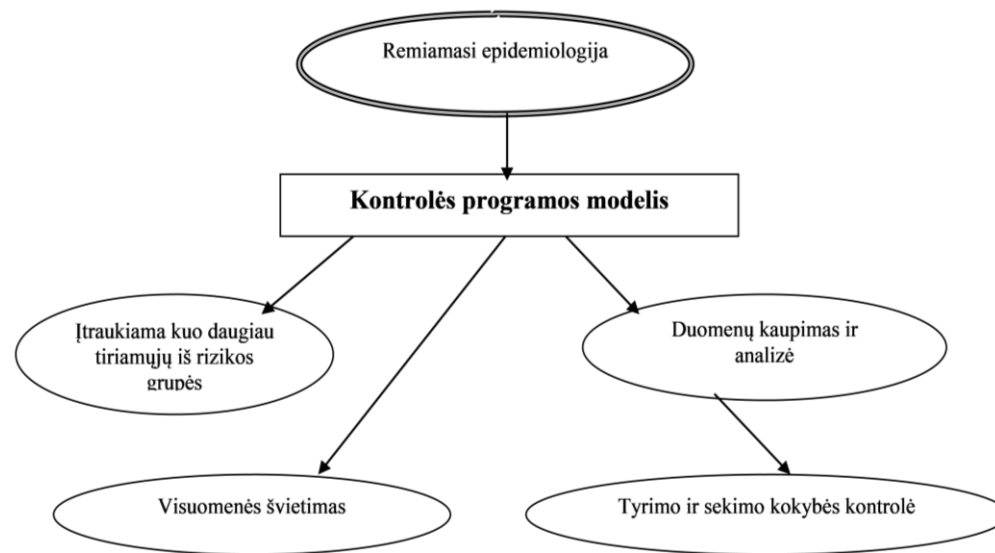 Remiamasi epidemiologija
Kontrolės programos modelis
Įtraukiama kuo daugiau
tiriamųjų iš rizikos
grupės
Duomenų kaupimas ir
analizė
Visuomenės švietimas
Tyrimo ir sekimo kokybės kontrolė